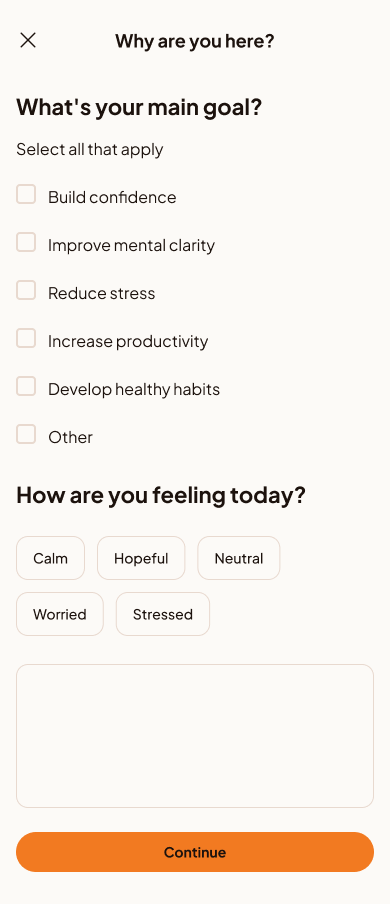 Why are you here?
What's your main goal?
Select all that apply
Build confidence
Improve mental clarity
Reduce stress
Increase productivity
Develop healthy habits
Other
How are you feeling today?
Calm Hopeful Neutral
Worried Stressed
Continue